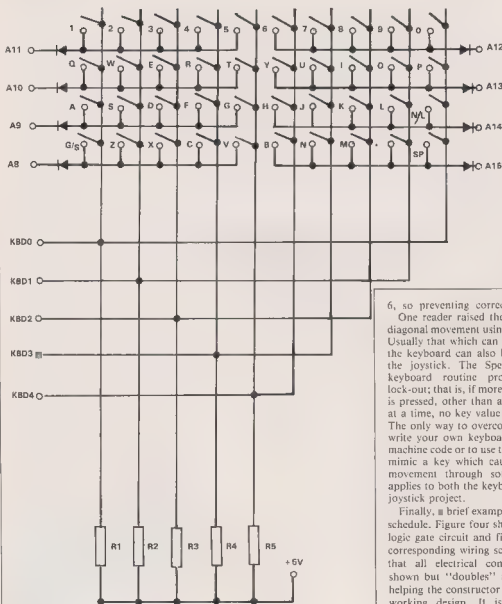 1 2 3 4 5 6 7 8 9 0
A11 A12
Q W E R T Y U I O P
A10 A13
A S D F G H J K L N/L
A9 A14
G/S Z X C V B N M . SP
A8 A15
KBD0
KBD1
KBD2
KBD3
KBD4
R1 R2 R3 R4 R5
+5V
6, so preventing correc
One reader raised the
diagonal movement usin
Usually that which can
the keyboard can also
the joystick. The Spe
keyboard routine pro
lock-out; that is, if more
is pressed, other than a
at a time, no key value
The only way to overco
write your own keyboa
machine code or to use t
mimic a key which cau
movement through so
applies to both the keyb
joystick project.
Finally, a brief examp
schedule. Figure four sh
logic gate circuit and fi
corresponding wiring sc
that all electrical con
shown but "doubles"
helping the constructor
working design. It is